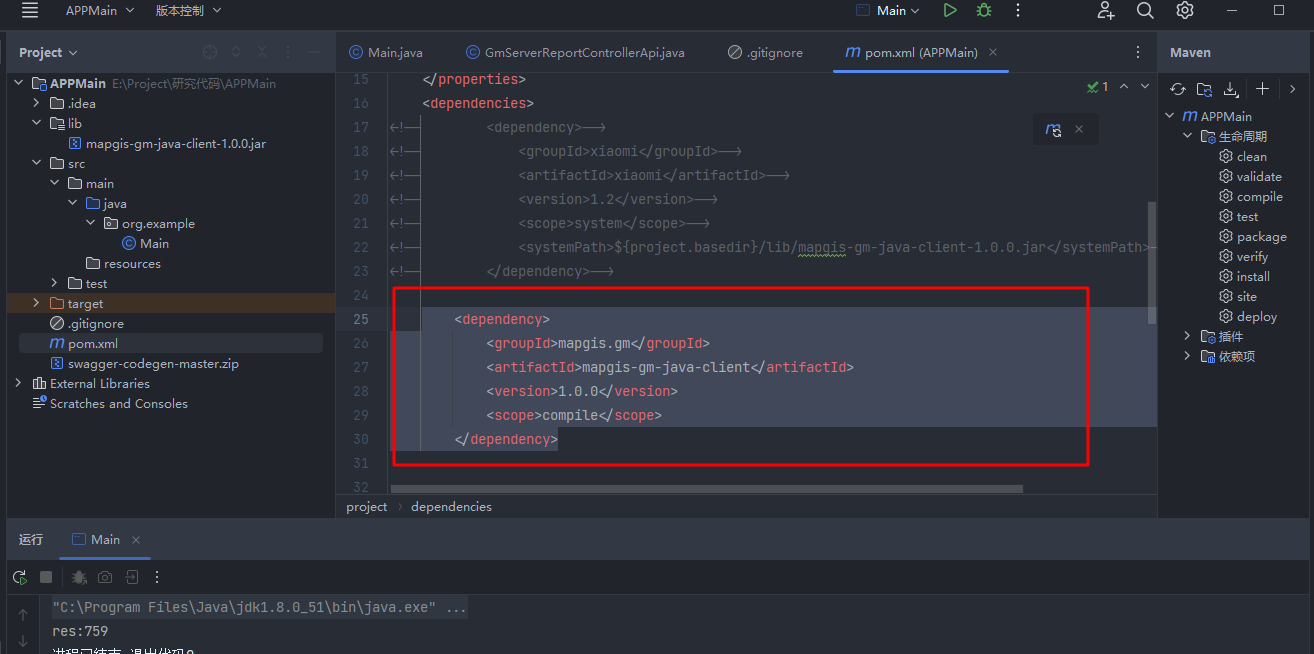 APPMain 版本控制 Main
Project Main.java GmServerReportControllerApi.java .gitignore pom.xml (APPMain) Maven
APPMain E:\Project\研究代码\APPMain
.idea
lib
mapgis-gm-java-client-1.0.0.jar
src
main
java
org.example
Main
resources
test
target
.gitignore
pom.xml
swagger-codegen-master.zip
External Libraries
Scratches and Consoles
15 </properties>
16 <dependencies>
17 <!-- <dependency>-->
18 <!-- <groupId>xiaomi</groupId>-->
19 <!-- <artifactId>xiaomi</artifactId>-->
20 <!-- <version>1.2</version>-->
21 <!-- <scope>system</scope>-->
22 <!-- <systemPath>${project.basedir}/lib/mapgis-gm-java-client-1.0.0.jar</systemPath>-
23 <!-- </dependency>-->
24
25 <dependency>
26 <groupId>mapgis.gm</groupId>
27 <artifactId>mapgis-gm-java-client</artifactId>
28 <version>1.0.0</version>
29 <scope>compile</scope>
30 </dependency>
31
32
1
project dependencies
APPMain
生命周期
clean
validate
compile
test
package
verify
install
site
deploy
插件
依赖项
运行 Main
"C:\Program Files\Java\jdk1.8.0_51\bin\java.exe" ...
res:759